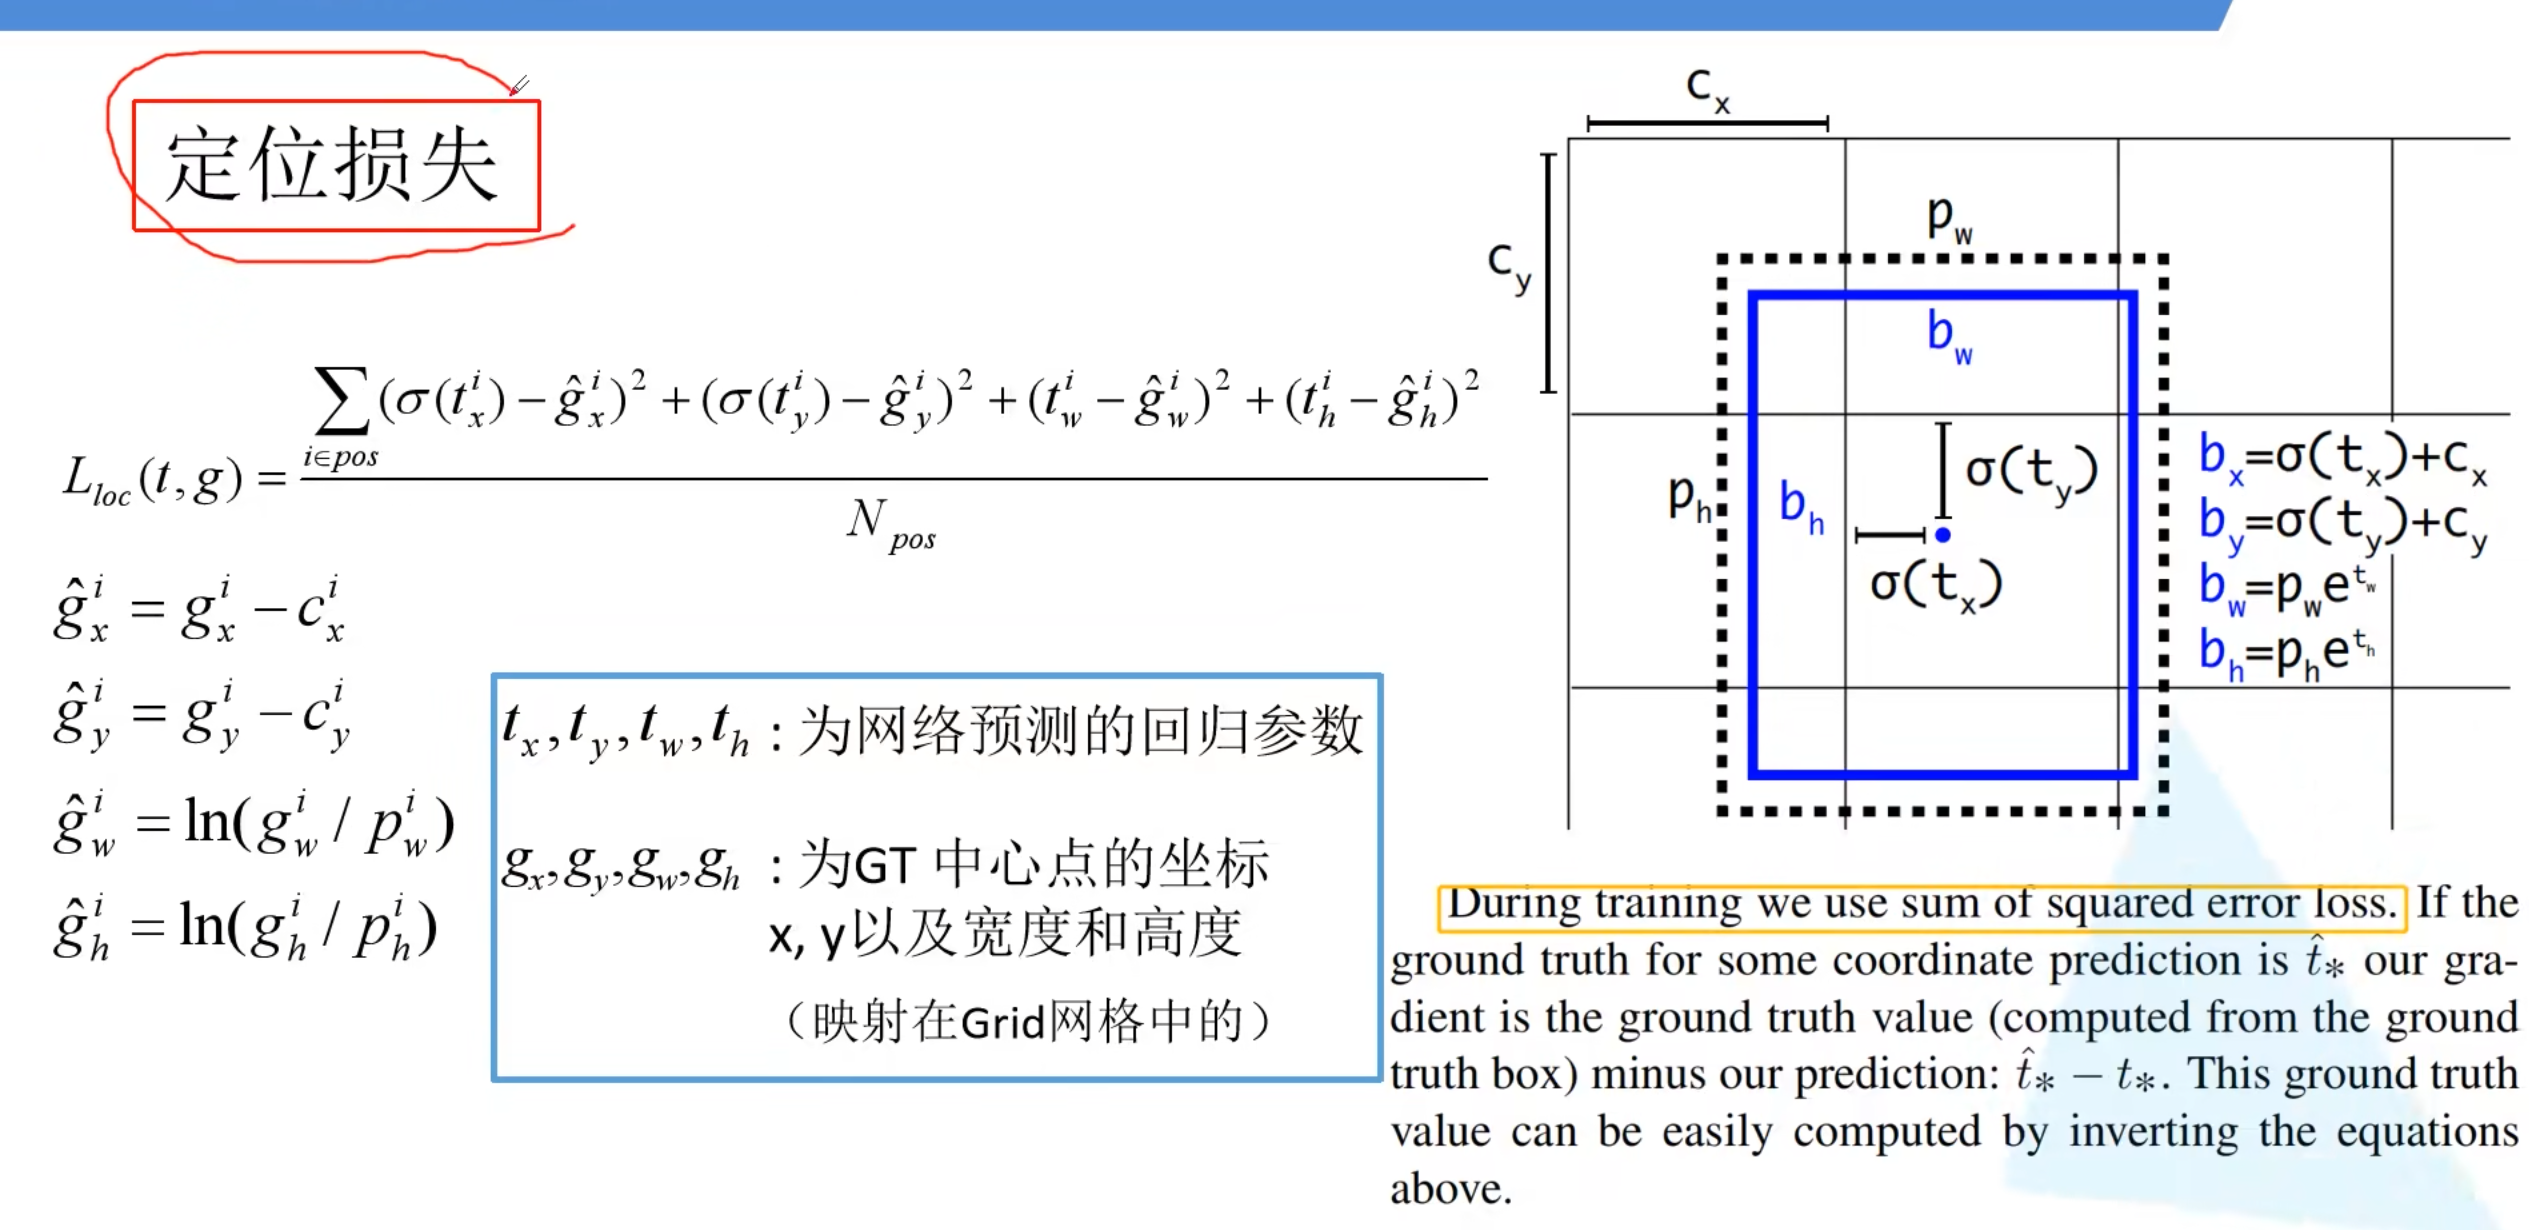 定位损失
L_{loc}(t, g) = \frac{\sum_{i \in pos} (\sigma(t_x^i) - \hat{g}_x^i)^2 + (\sigma(t_y^i) - \hat{g}_y^i)^2 + (t_w^i - \hat{g}_w^i)^2 + (t_h^i - \hat{g}_h^i)^2}{N_{pos}}
\hat{g}_x^i = g_x^i - c_x^i
\hat{g}_y^i = g_y^i - c_y^i
\hat{g}_w^i = \ln(g_w^i / p_w^i)
\hat{g}_h^i = \ln(g_h^i / p_h^i)
t_x, t_y, t_w, t_h : 为网络预测的回归参数
g_x, g_y, g_w, g_h : 为GT 中心点的坐标
x, y以及宽度和高度
（映射在Grid网格中的）
c_x
c_y
p_w
b_w
p_h
b_h
σ(t_y)
σ(t_x)
b_x=σ(t_x)+c_x
b_y=σ(t_y)+c_y
b_w=p_w e^{t_w}
b_h=p_h e^{t_h}
During training we use sum of squared error loss. If the
ground truth for some coordinate prediction is \hat{t}_* our gra-
dient is the ground truth value (computed from the ground
truth box) minus our prediction: \hat{t}_* − t_*. This ground truth
value can be easily computed by inverting the equations
above.